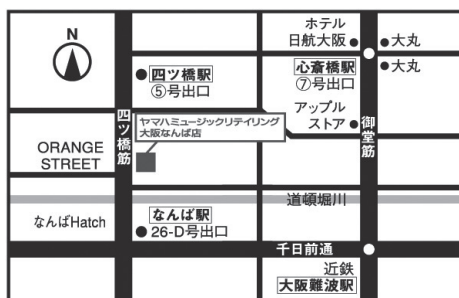 N
ホテル
日航大阪
大丸
四ツ橋駅
⑤号出口
心斎橋駅
⑦号出口
大丸
アップル
ストア
ヤマハミュージックリテイリング
大阪なんば店
四ツ橋筋
御堂筋
ORANGE
STREET
道頓堀川
なんばHatch
なんば駅
26-D号出口
千日前通
近鉄
大阪難波駅